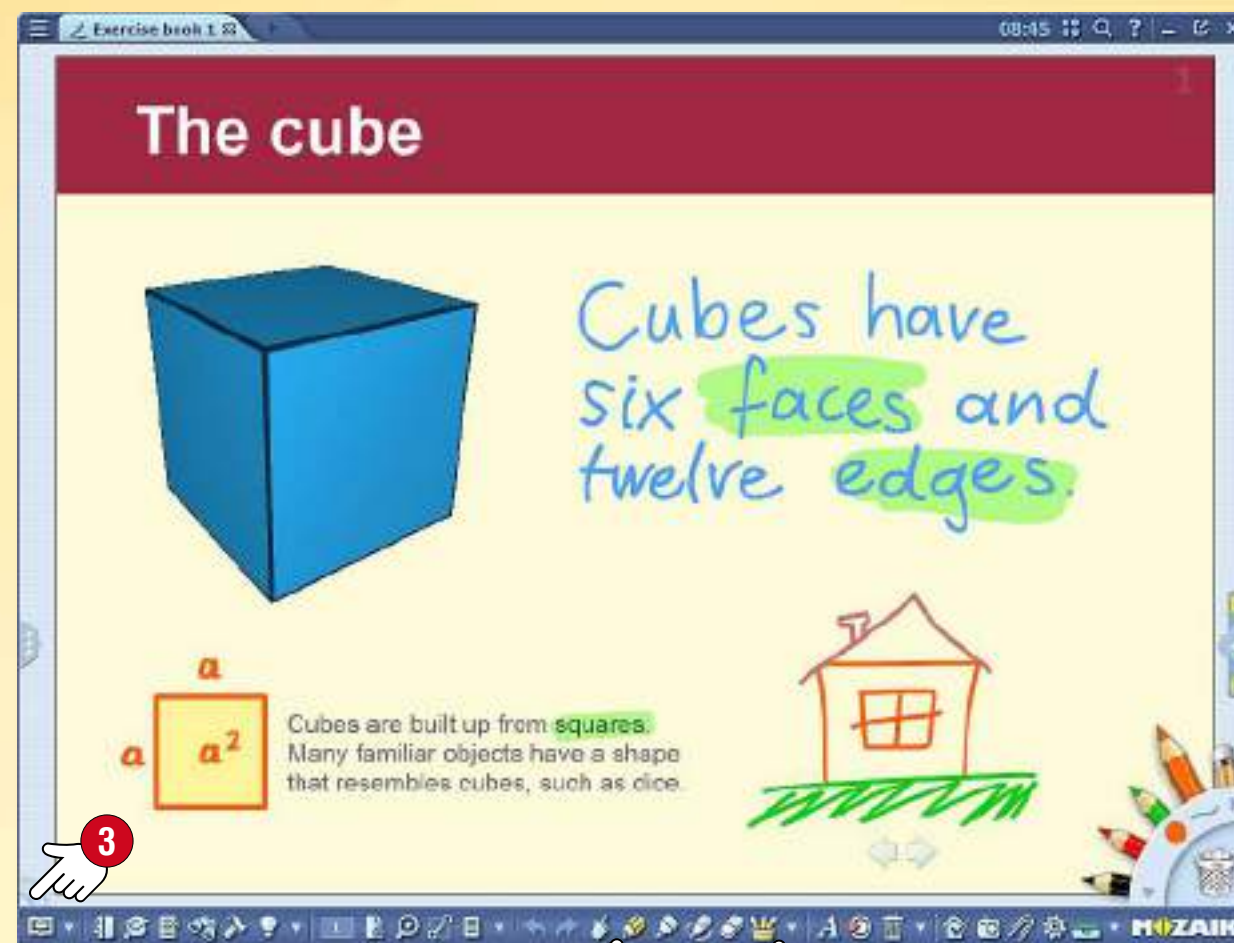 Exercise book 1
08:45
?
1
The cube
Cubes have
six faces and
twelve edges.
a
a a²
Cubes are built up from squares.
Many familiar objects have a shape
that resembles cubes, such as dice.
3
A
MOZAIK